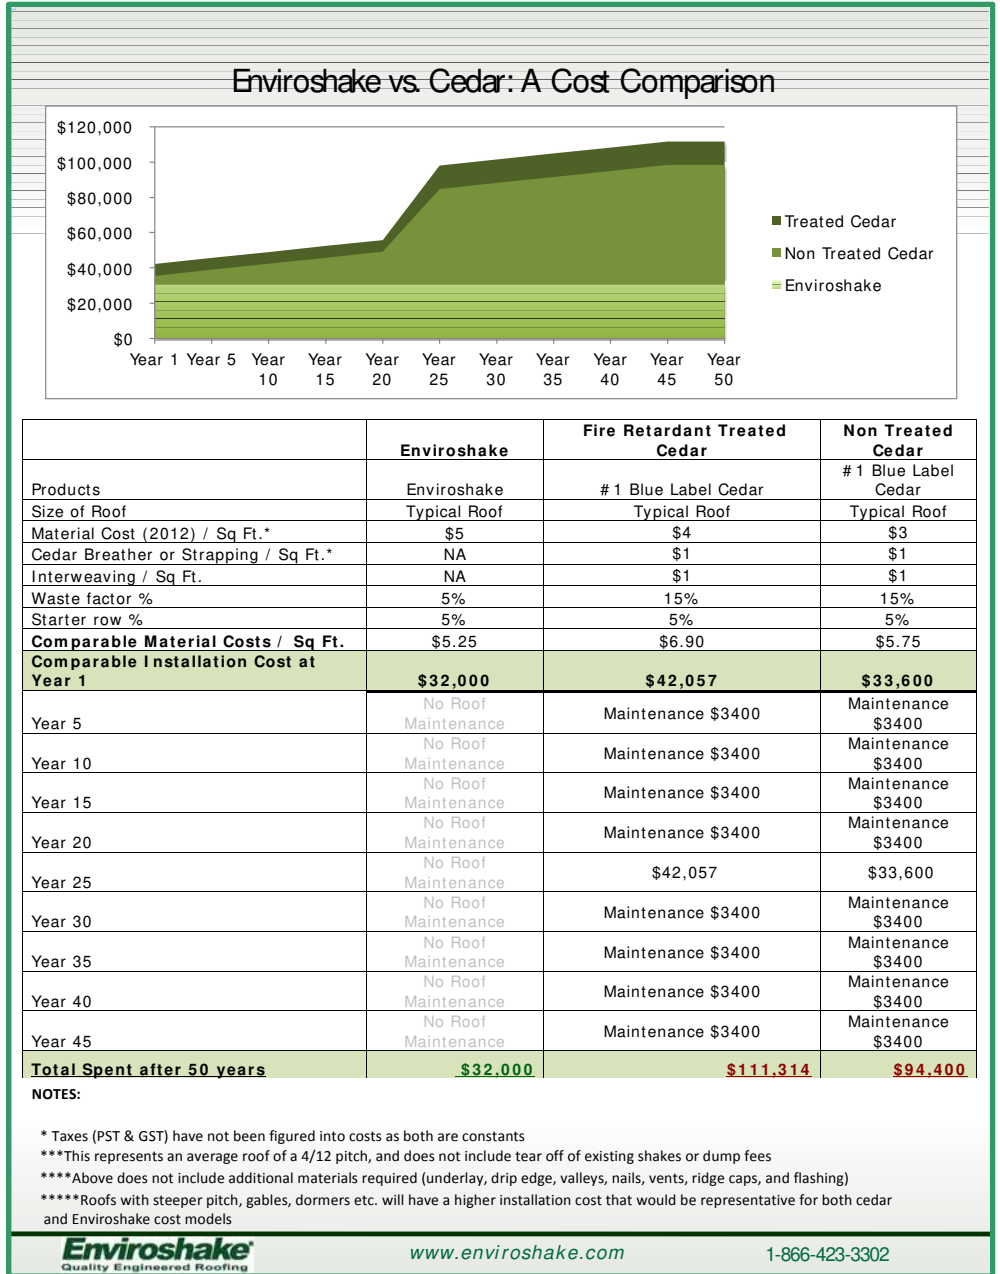 Enviroshake vs. Cedar: A Cost Comparison
$120,000
$100,000
$80,000
$60,000
$40,000
$20,000
$0
Year 1 Year 5 Year Year Year Year Year Year Year Year Year
10 15 20 25 30 35 40 45 50
Treated Cedar
Non Treated Cedar
Enviroshake
Fire Retardant Treated Non Treated
Enviroshake Cedar Cedar
#1 Blue Label
Products Enviroshake #1 Blue Label Cedar Cedar
Size of Roof Typical Roof Typical Roof Typical Roof
Material Cost (2012) / Sq Ft.* $5 $4 $3
Cedar Breather or Strapping / Sq Ft.* NA $1 $1
Interweaving / Sq Ft. NA $1 $1
Waste factor % 5% 15% 15%
Starter row % 5% 5% 5%
Comparable Material Costs / Sq Ft. $5.25 $6.90 $5.75
Comparable Installation Cost at
Year 1 $32,000 $42,057 $33,600
No Roof Maintenance
Year 5 Maintenance Maintenance $3400 $3400
No Roof Maintenance
Year 10 Maintenance Maintenance $3400 $3400
No Roof Maintenance
Year 15 Maintenance Maintenance $3400 $3400
No Roof Maintenance
Year 20 Maintenance Maintenance $3400 $3400
No Roof
Year 25 Maintenance $42,057 $33,600
No Roof Maintenance
Year 30 Maintenance Maintenance $3400 $3400
No Roof Maintenance
Year 35 Maintenance Maintenance $3400 $3400
No Roof Maintenance
Year 40 Maintenance Maintenance $3400 $3400
No Roof Maintenance
Year 45 Maintenance Maintenance $3400 $3400
Total Spent after 50 years $32,000 $111,314 $94,400
NOTES:
* Taxes (PST & GST) have not been figured into costs as both are constants
***This represents an average roof of a 4/12 pitch, and does not include tear off of existing shakes or dump fees
****Above does not include additional materials required (underlay, drip edge, valleys, nails, vents, ridge caps, and flashing)
*****Roofs with steeper pitch, gables, dormers etc. will have a higher installation cost that would be representative for both cedar
and Enviroshake cost models
Enviroshake
Quality Engineered Roofing
www.enviroshake.com
1-866-423-3302